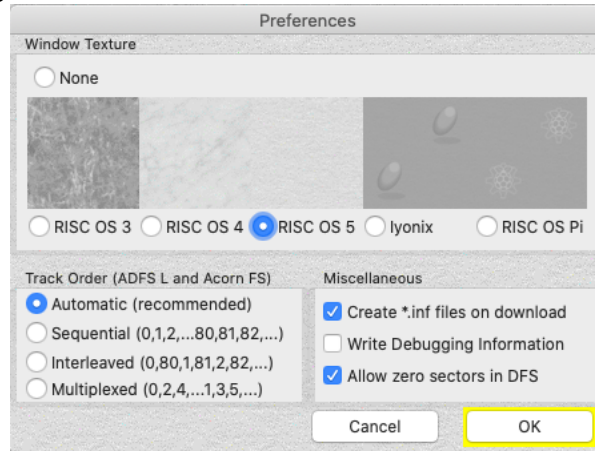 Preferences
Window Texture
None
RISC OS 3 RISC OS 4 RISC OS 5 Iyonix RISC OS Pi
Track Order (ADFS L and Acorn FS)
Automatic (recommended)
Sequential (0,1,2,...80,81,82,...)
Interleaved (0,80,1,81,2,82,...)
Multiplexed (0,2,4,...1,3,5,...)
Miscellaneous
Create *.inf files on download
Write Debugging Information
Allow zero sectors in DFS
Cancel OK